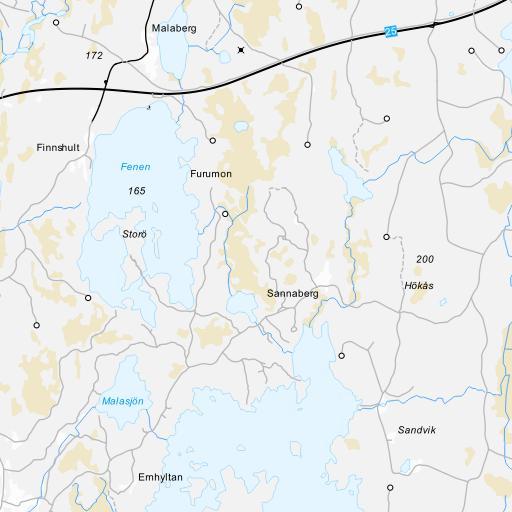 Malaberg
25
172
Finnshult
Fenen
Furumon
165
Storö
200
Hökås
Sannaberg
Malasjön
Sandvik
Emhyltan